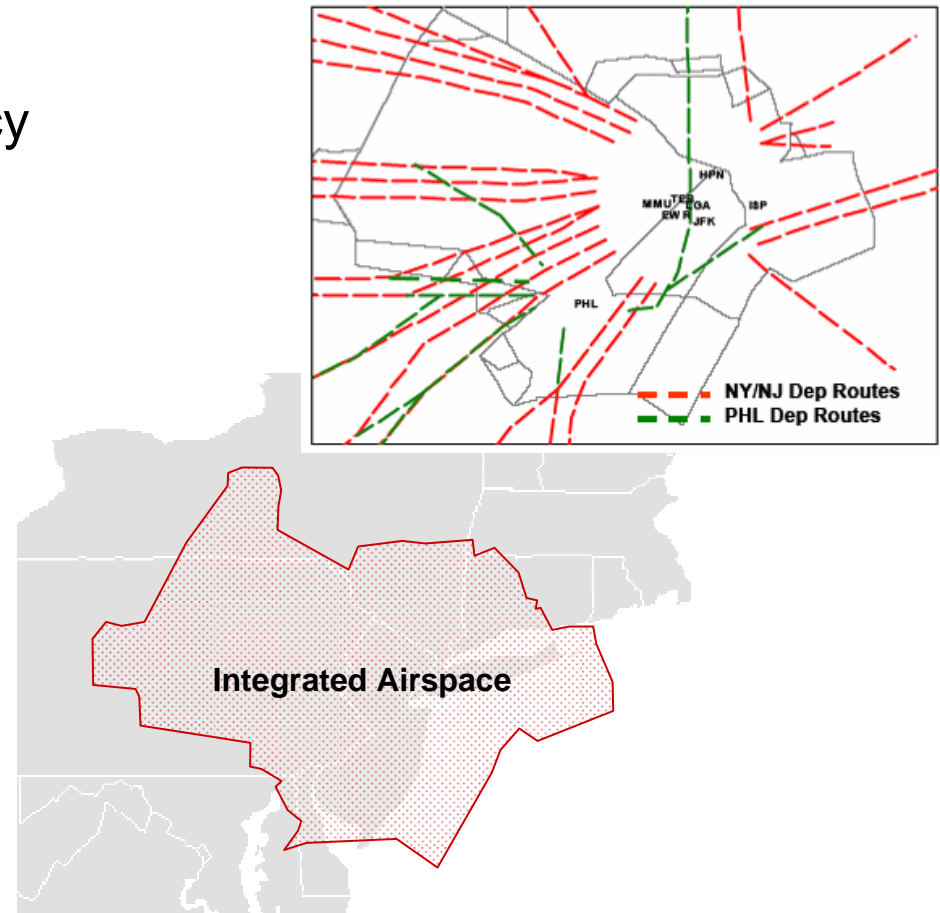 cy
HPN
TEB
MMU LGA ISP
EWR JFK
PHL
NY/NJ Dep Routes
PHL Dep Routes
Integrated Airspace